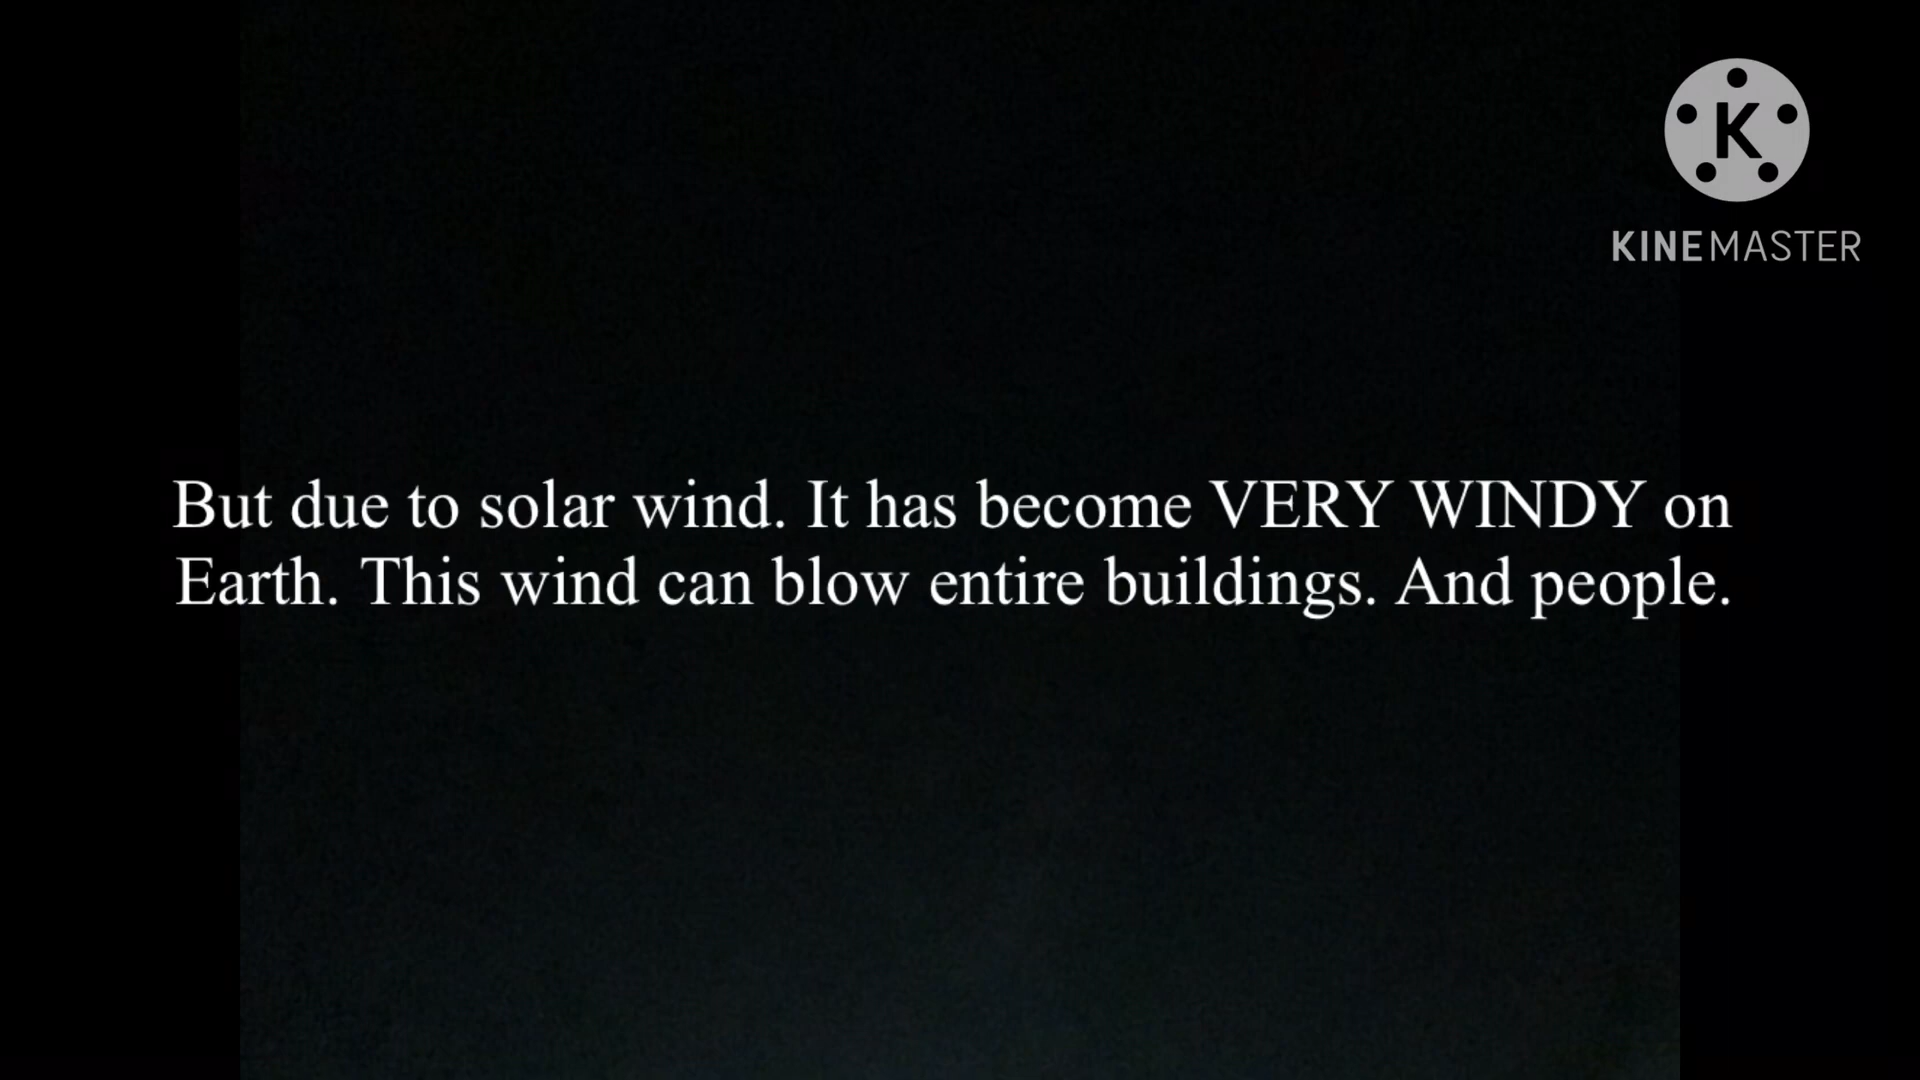 K
KINEMASTER
But due to solar wind. It has become VERY WINDY on
Earth. This wind can blow entire buildings. And people.